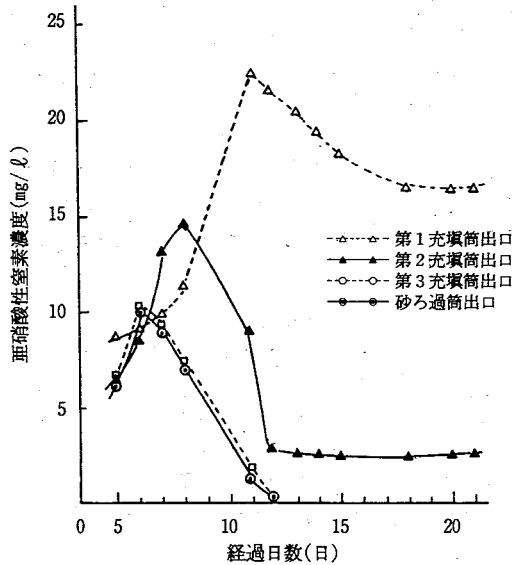 25
20
15
10
5
亜硝酸性窒素濃度(mg/ℓ)
第1充填筒出口
第2充填筒出口
第3充填筒出口
砂ろ過筒出口
0 5 10 15 20
経過日数(日)